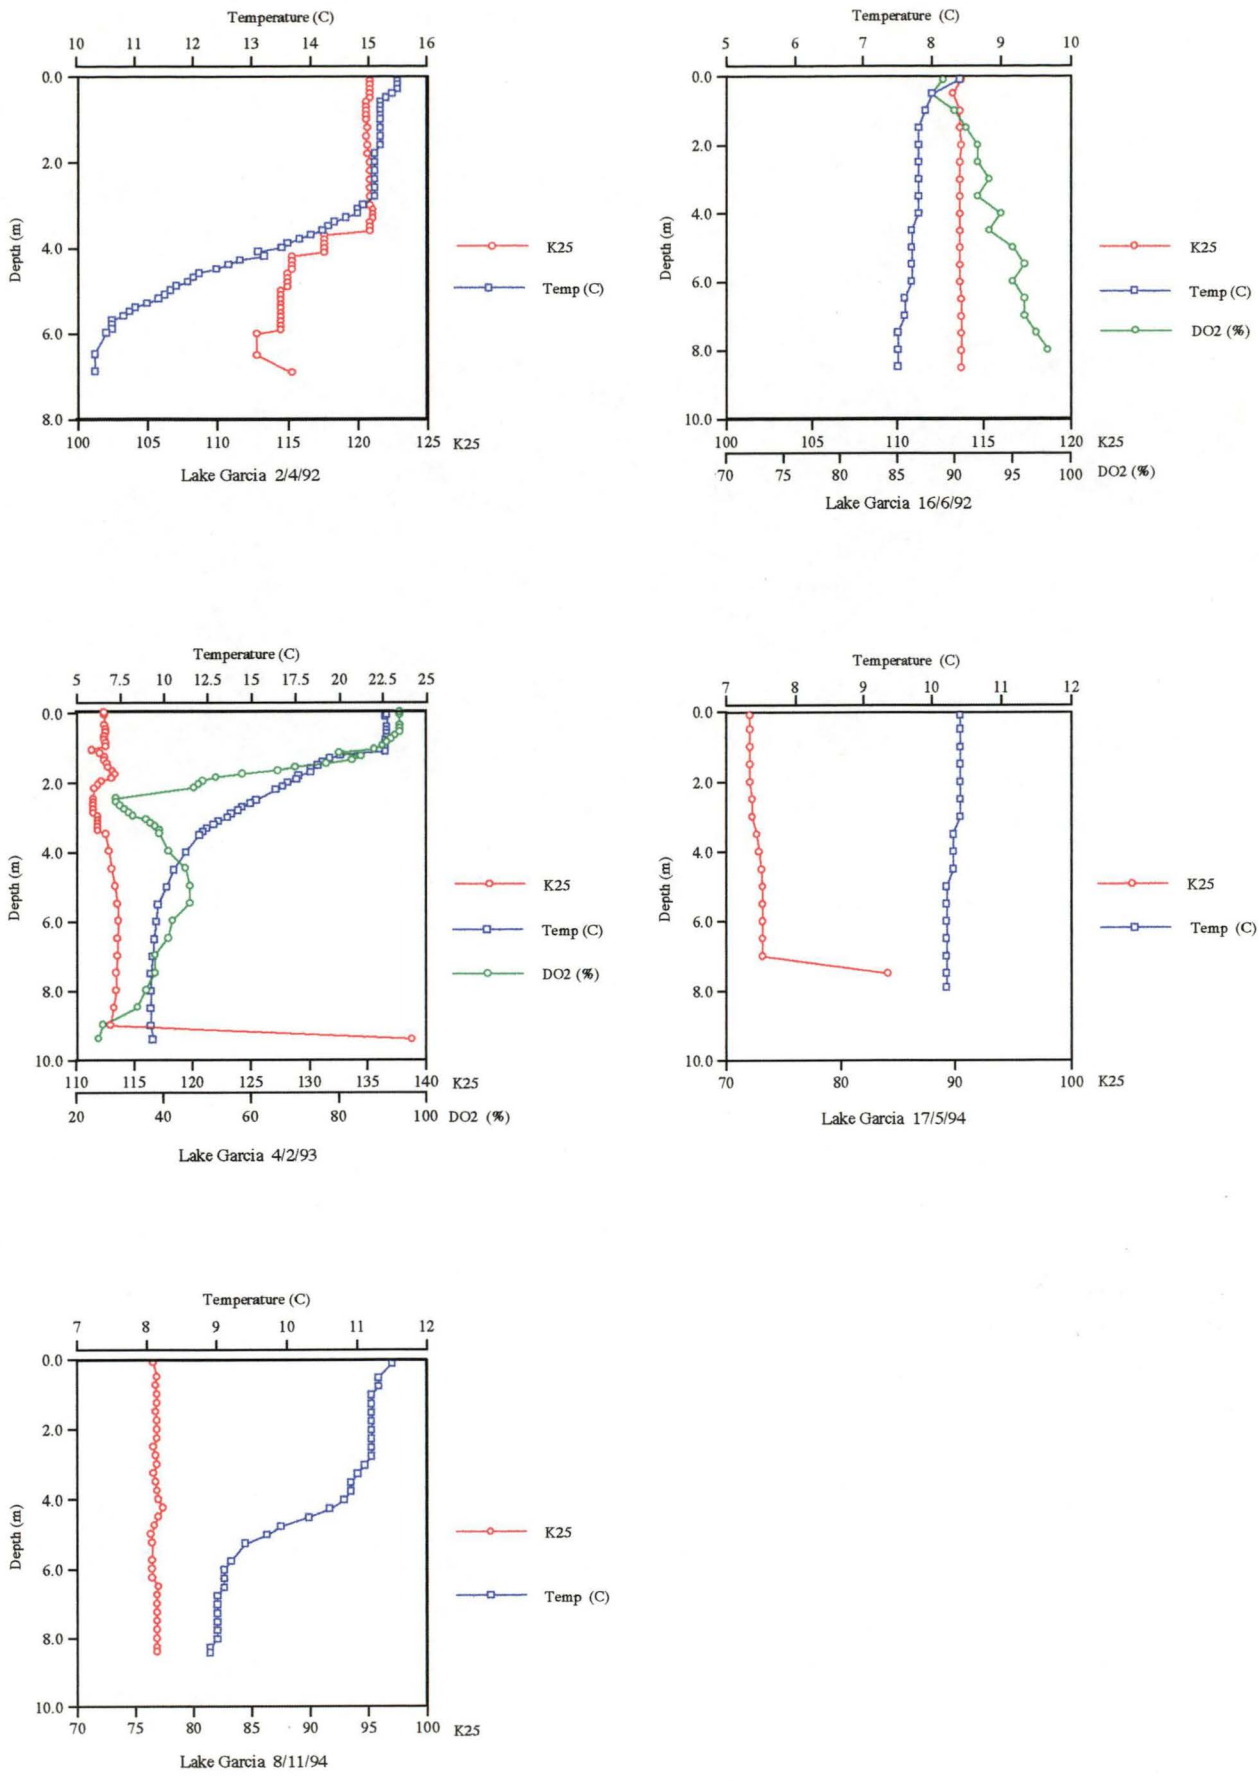 Temperature (C)
10 11 12 13 14 15 16
0.0
2.0
4.0
6.0
8.0
Depth (m)
K25
Temp (C)
100 105 110 115 120 125 K25
Lake Garcia 2/4/92
Temperature (C)
5 6 7 8 9 10
0.0
2.0
4.0
6.0
8.0
10.0
Depth (m)
K25
Temp (C)
DO2 (%)
100 105 110 115 120 K25
70 75 80 85 90 95 100 DO2 (%)
Lake Garcia 16/6/92
Temperature (C)
5 7.5 10 12.5 15 17.5 20 22.5 25
0.0
2.0
4.0
6.0
8.0
10.0
Depth (m)
K25
Temp (C)
DO2 (%)
110 115 120 125 130 135 140 K25
20 40 60 80 100 DO2 (%)
Lake Garcia 4/2/93
Temperature (C)
7 8 9 10 11 12
0.0
2.0
4.0
6.0
8.0
10.0
Depth (m)
K25
Temp (C)
70 80 90 100 K25
Lake Garcia 17/5/94
Temperature (C)
7 8 9 10 11 12
0.0
2.0
4.0
6.0
8.0
10.0
Depth (m)
K25
Temp (C)
70 75 80 85 90 95 100 K25
Lake Garcia 8/11/94